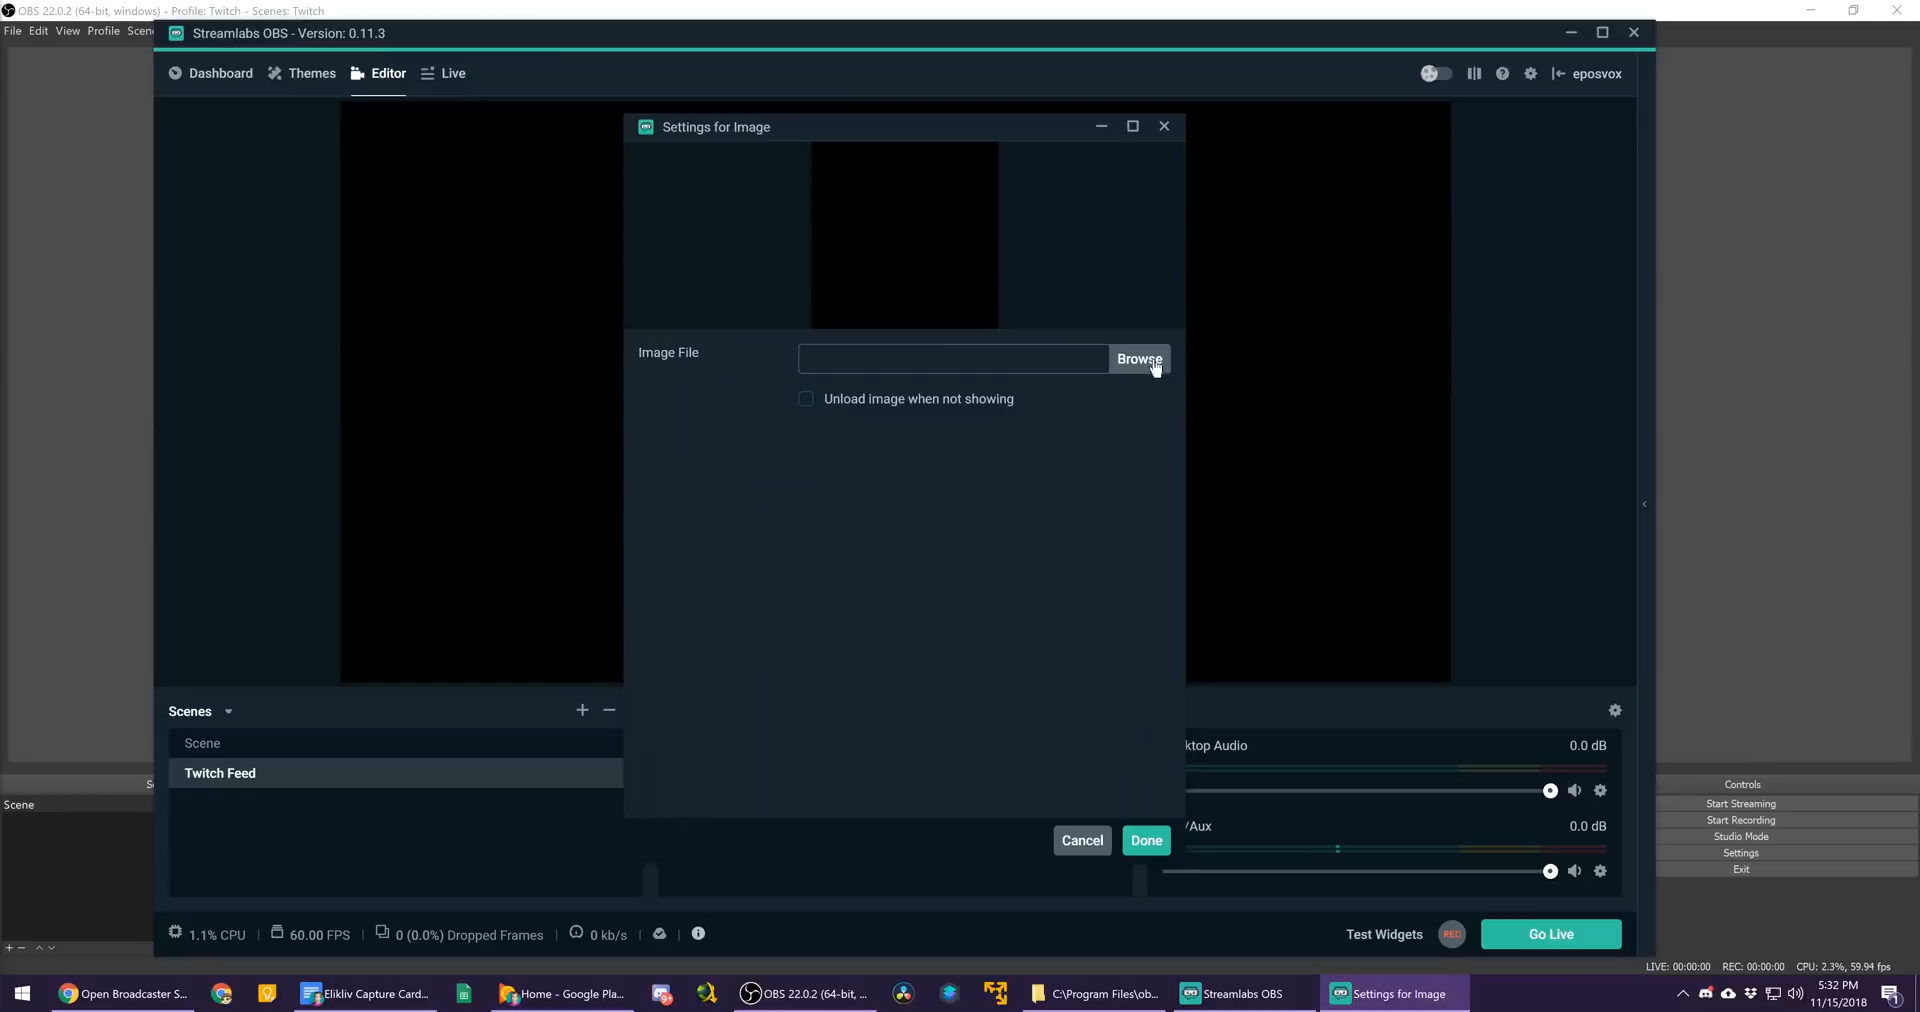 OBS 22.0.2 (64-bit, windows) - Profile: Twitch - Scenes: Twitch
File Edit View Profile Scen
Streamlabs OBS - Version: 0.11.3
Dashboard Themes Editor Live
eposvox
Settings for Image
Image File
Browse
Unload image when not showing
Scenes
Scene
Twitch Feed
ktop Audio 0.0 dB
/Aux 0.0 dB
Cancel Done
Scene
Controls
Start Streaming
Start Recording
Studio Mode
Settings
Exit
1.1% CPU 60.00 FPS 0 (0.0%) Dropped Frames 0 kb/s
Test Widgets REC Go Live
LIVE: 00:00:00 REC: 00:00:00 CPU: 2.3%, 59.94 fps
Open Broadcaster S... Elikliv Capture Card... Home - Google Pla... OBS 22.0.2 (64-bit, ... C:\Program Files\ob... Streamlabs OBS Settings for Image
5:32 PM
11/15/2018
1